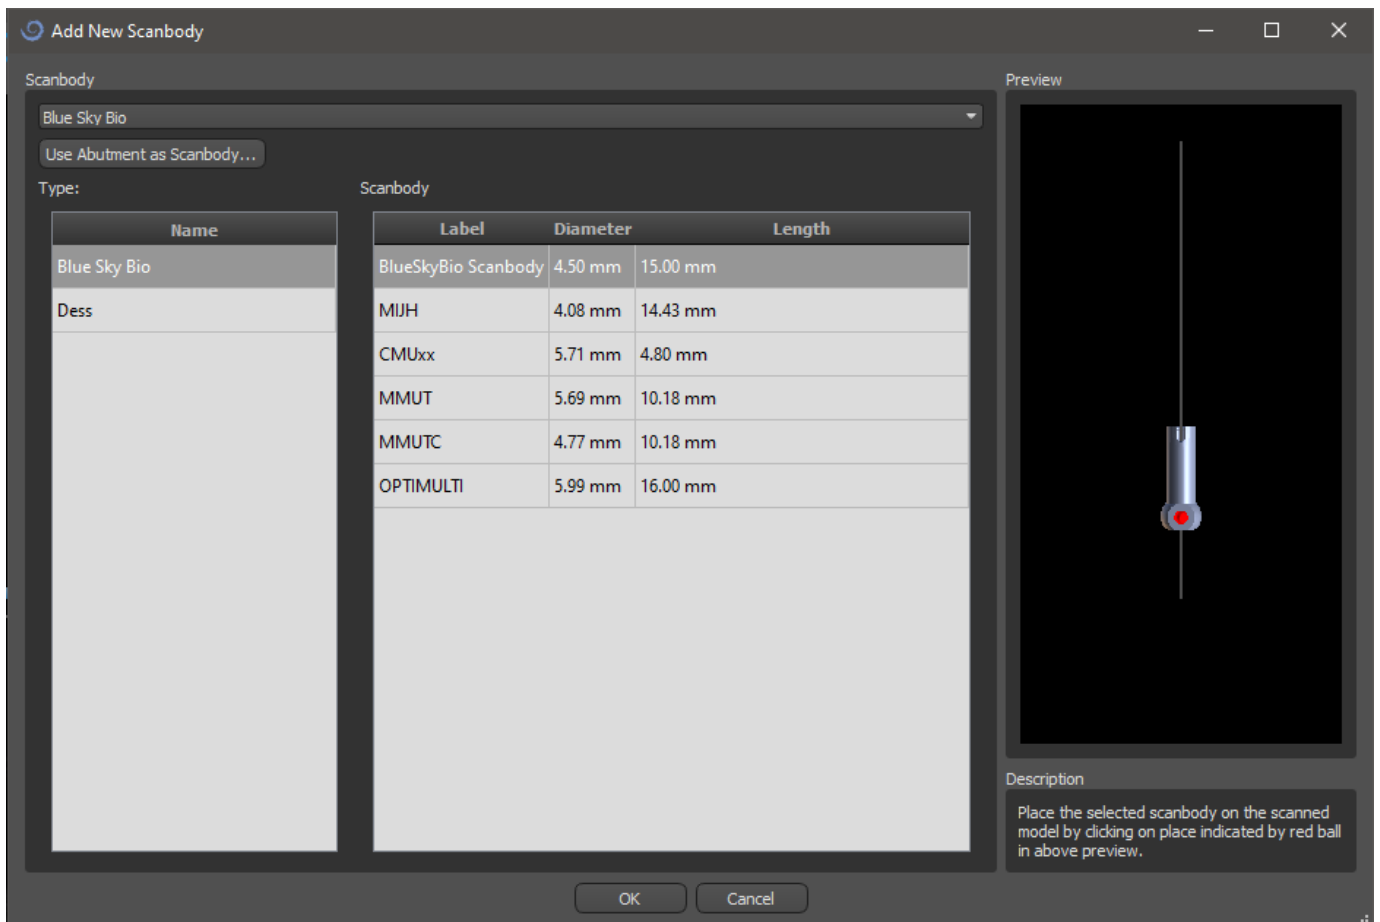 Add New Scanbody
Scanbody
Blue Sky Bio
Use Abutment as Scanbody...
Type:
Name
Blue Sky Bio
Dess
Scanbody
Label Diameter Length
BlueSkyBio Scanbody 4.50 mm 15.00 mm
MIJH 4.08 mm 14.43 mm
CMUxx 5.71 mm 4.80 mm
MMUT 5.69 mm 10.18 mm
MMUTC 4.77 mm 10.18 mm
OPTIMULTI 5.99 mm 16.00 mm
Preview
Description
Place the selected scanbody on the scanned
model by clicking on place indicated by red ball
in above preview.
OK Cancel